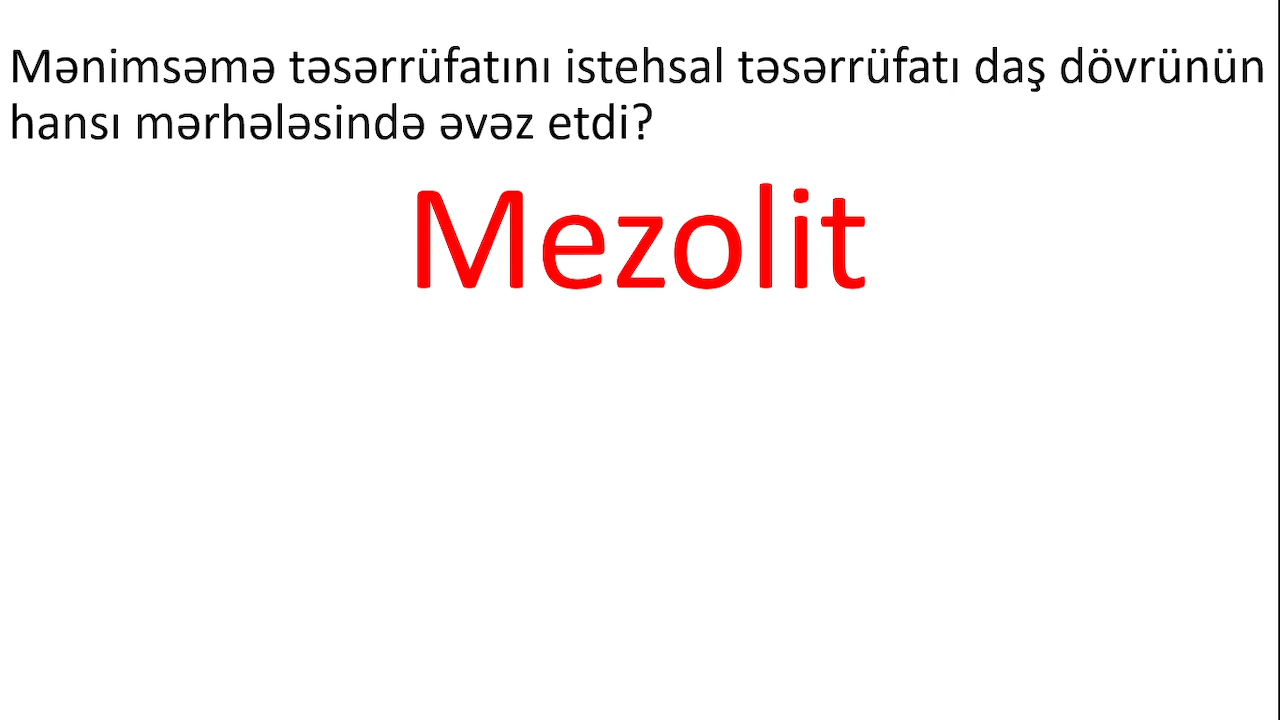 Mənimsəmə təsərrüfatını istehsal təsərrüfatı daş dövrünün
hansı mərhələsində əvəz etdi?
Mezolit